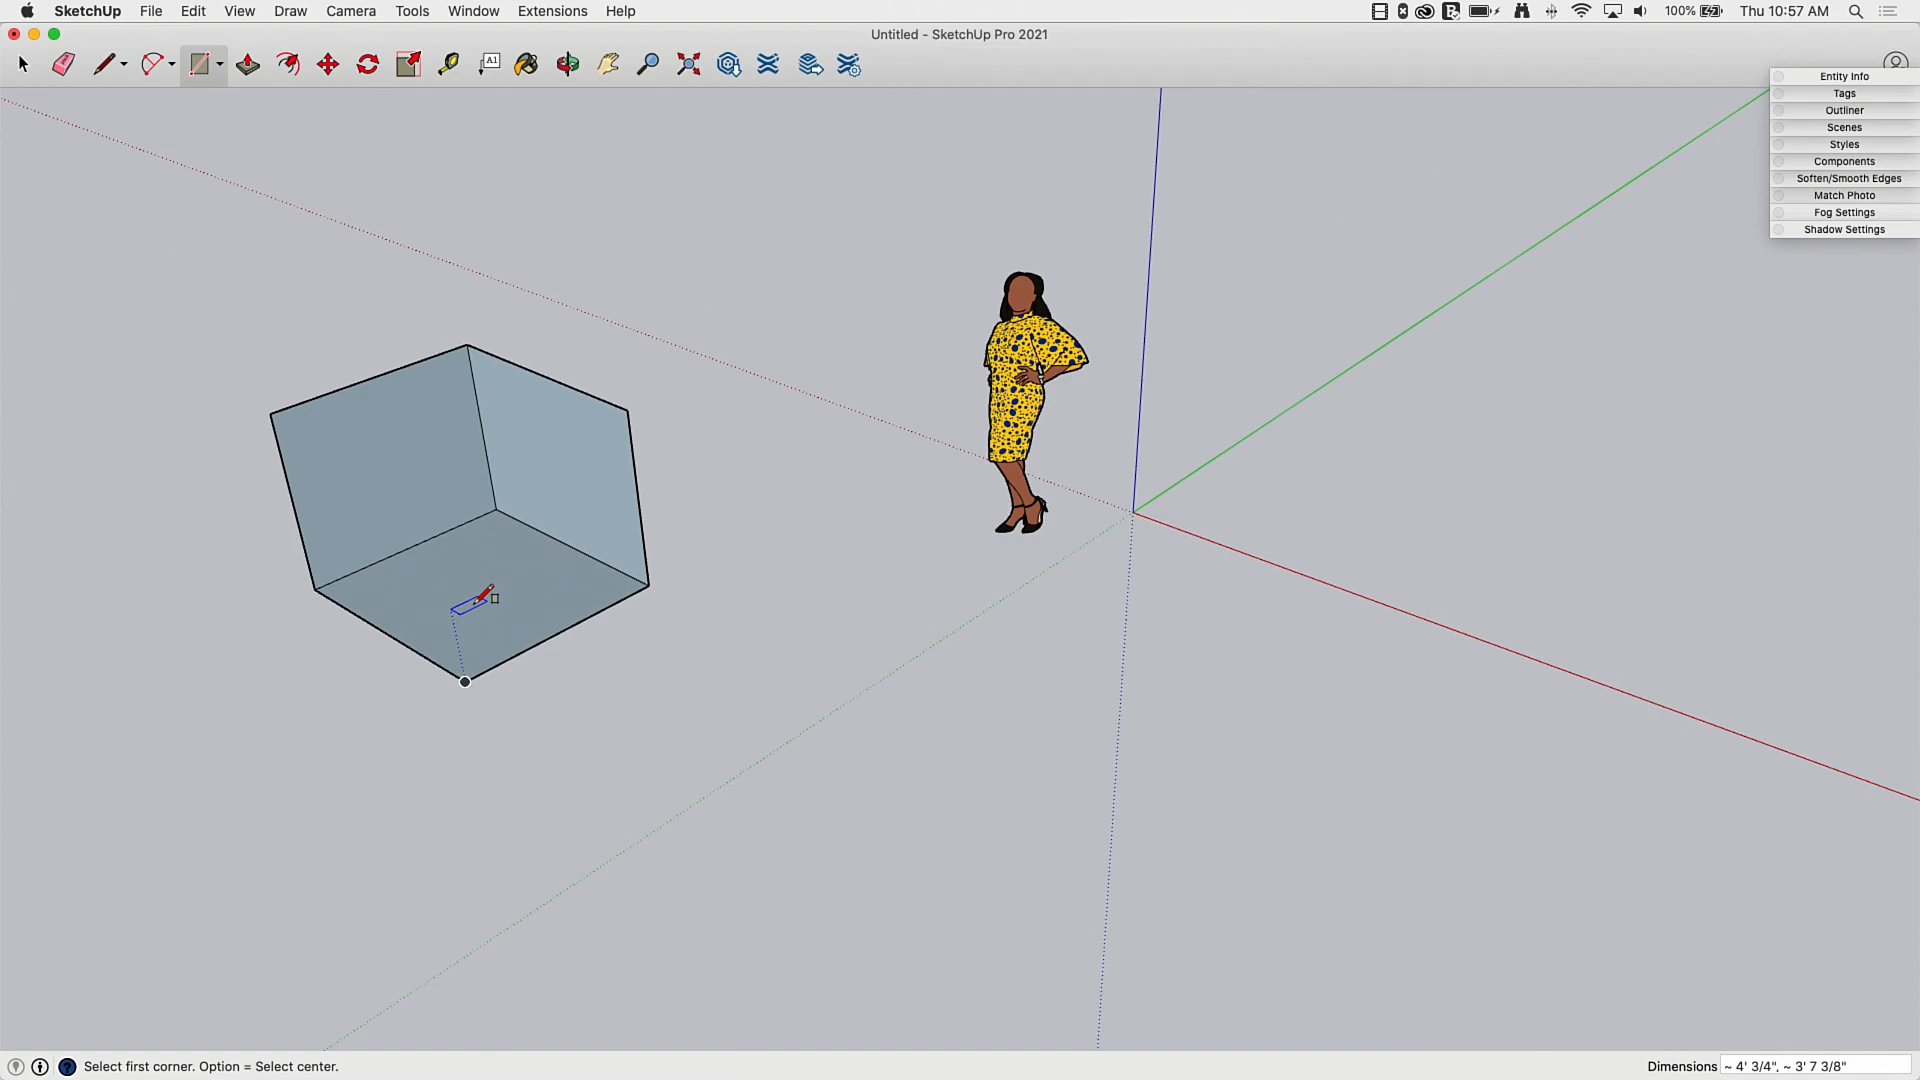 SketchUp File Edit View Draw Camera Tools Window Extensions Help 100% Thu 10:57 AM
Untitled - SketchUp Pro 2021
A1
Entity Info
Tags
Outliner
Scenes
Styles
Components
Soften/Smooth Edges
Match Photo
Fog Settings
Shadow Settings
Select first corner. Option = Select center. Dimensions ~ 4' 3/4", ~ 3' 7 3/8"